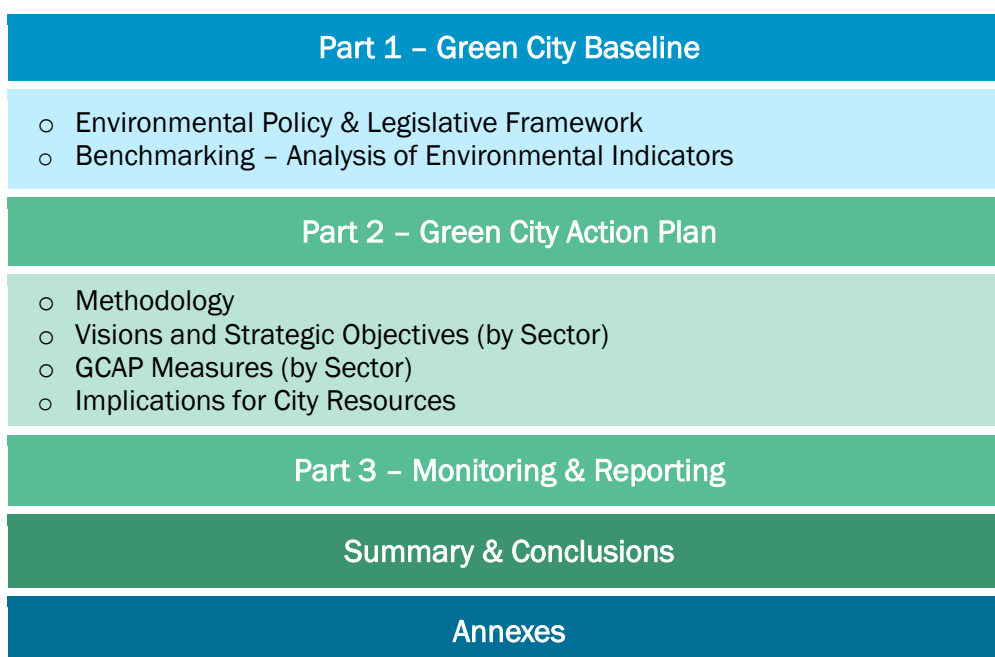 Part 1 – Green City Baseline
o Environmental Policy & Legislative Framework
o Benchmarking – Analysis of Environmental Indicators
Part 2 – Green City Action Plan
o Methodology
o Visions and Strategic Objectives (by Sector)
o GCAP Measures (by Sector)
o Implications for City Resources
Part 3 – Monitoring & Reporting
Summary & Conclusions
Annexes